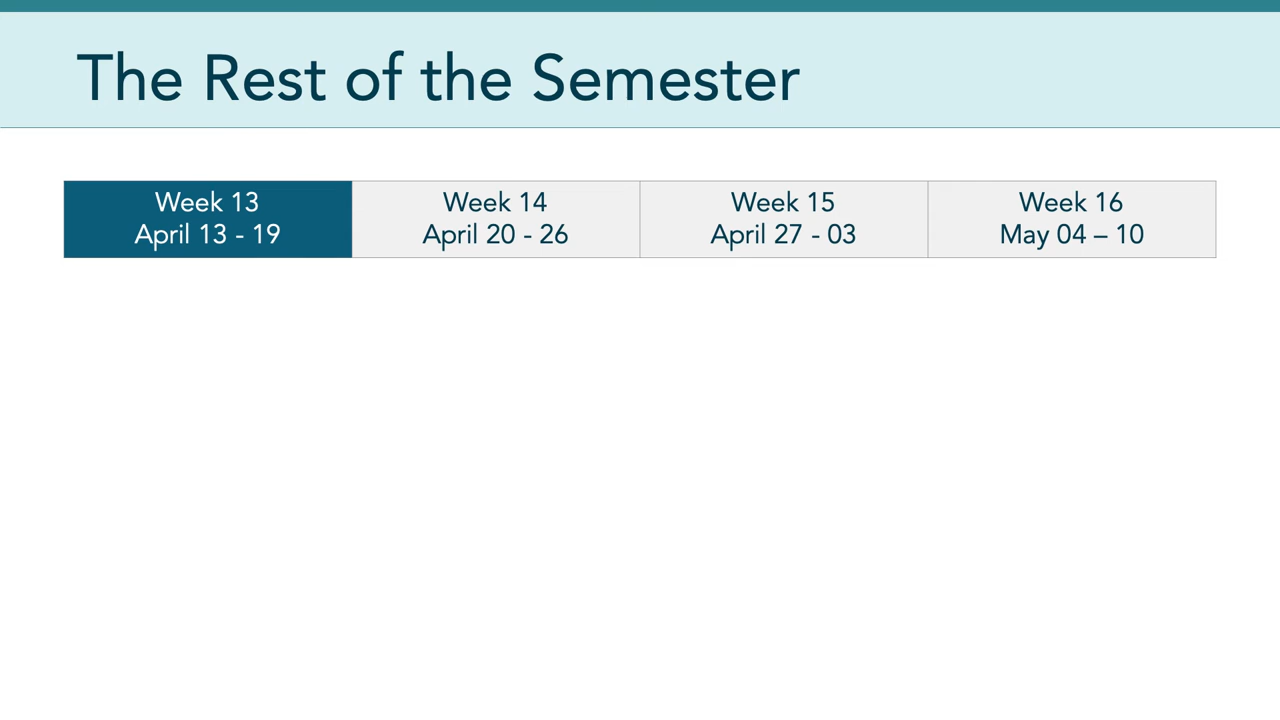 The Rest of the Semester
Week 13
April 13 - 19
Week 14
April 20 - 26
Week 15
April 27 - 03
Week 16
May 04 – 10